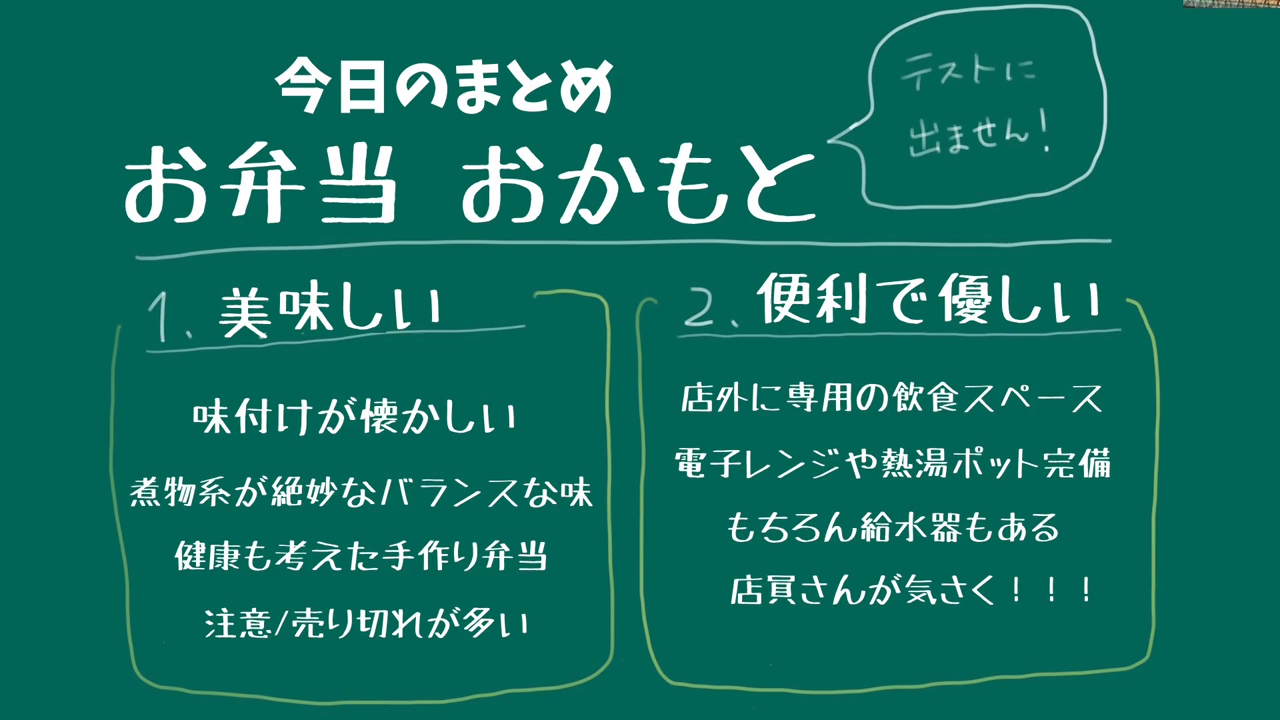 今日のまとめ
お弁当 おかもと
テストに
出ません！
1. 美味しい
味付けが懐かしい
煮物系が絶妙なバランスな味
健康も考えた手作り弁当
注意/売り切れが多い
2. 便利で優しい
店外に専用の飲食スペース
電子レンジや熱湯ポット完備
もちろん給水器もある
店員さんが気さく！！！